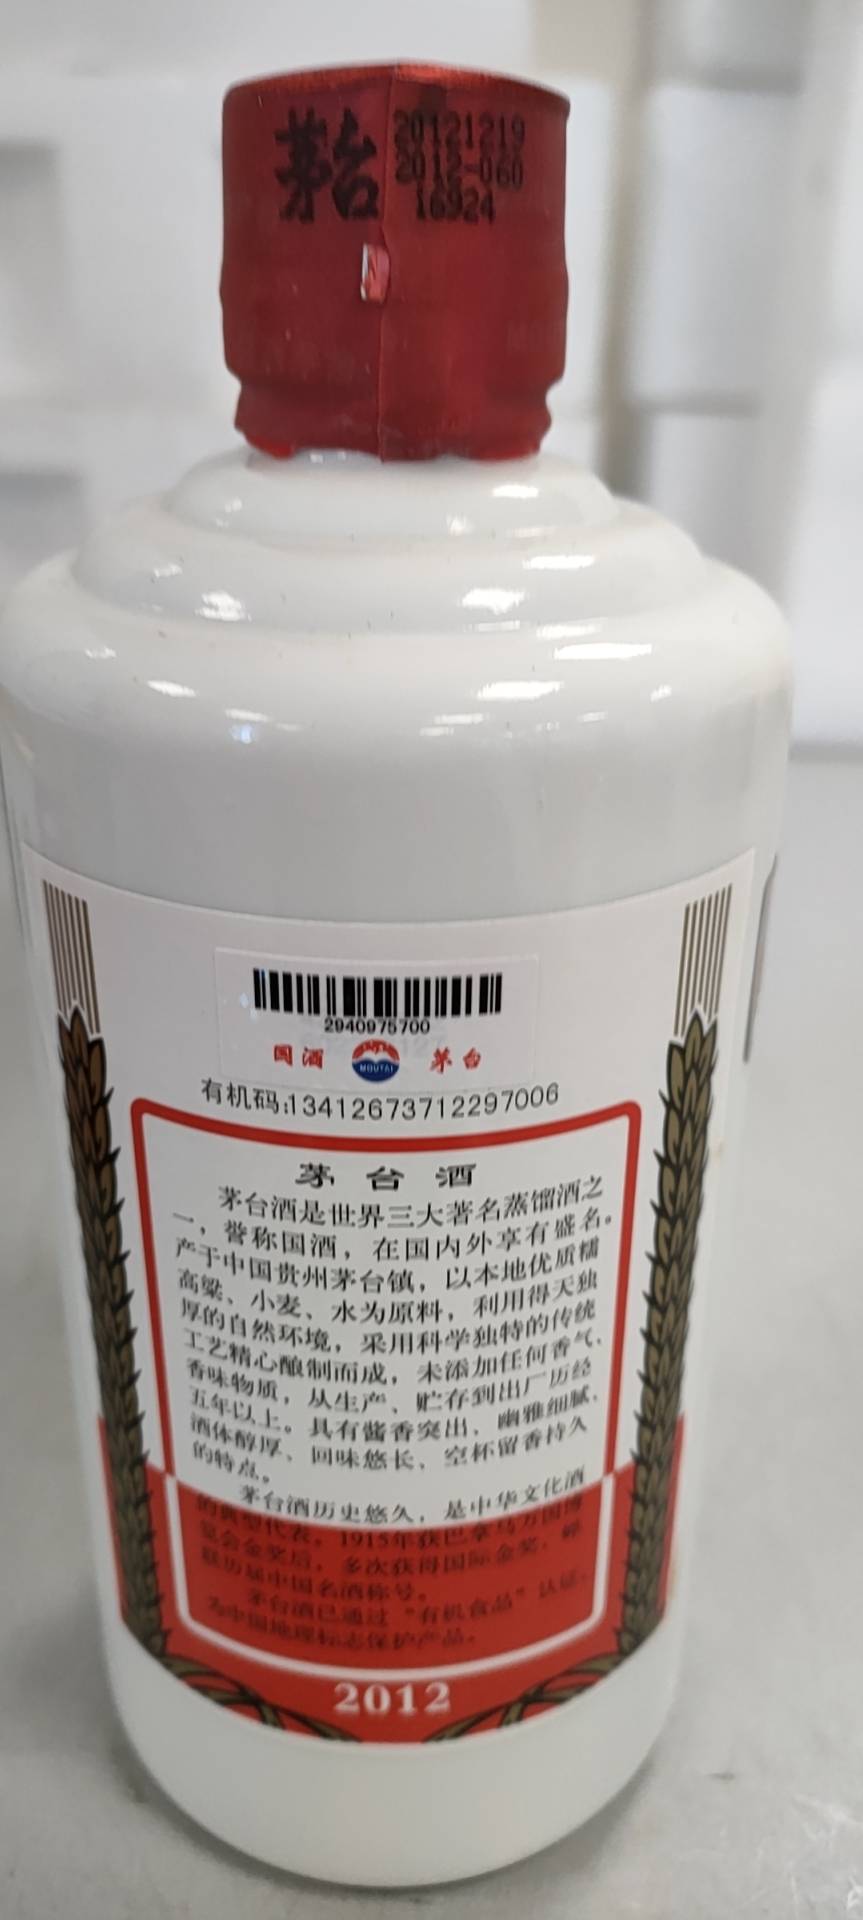 茅台
20121219
2012-060
16924
2940975700
国酒 MOUTAI 茅台
有机码:13412673712297006
茅台酒
茅台酒是世界三大著名蒸馏酒之
一，誉称国酒，在国内外享有盛名。
产于中国贵州茅台镇，以本地优质糯
高粱、小麦、水为原料，利用得天独
厚的自然环境，采用科学独特的传统
工艺精心酿制而成，未添加任何香气、
香味物质，从生产、贮存到出厂历经
五年以上。具有酱香突出、幽雅细腻、
酒体醇厚、回味悠长、空杯留香持久
的特点。
茅台酒历史悠久，是中华文化酒
的典型代表。1915年获巴拿马万国博
览会金奖后，多次获得国际金奖，蝉
联历届中国名酒称号。
茅台酒已通过“有机食品”认证，
为中国地理标志保护产品。
2012